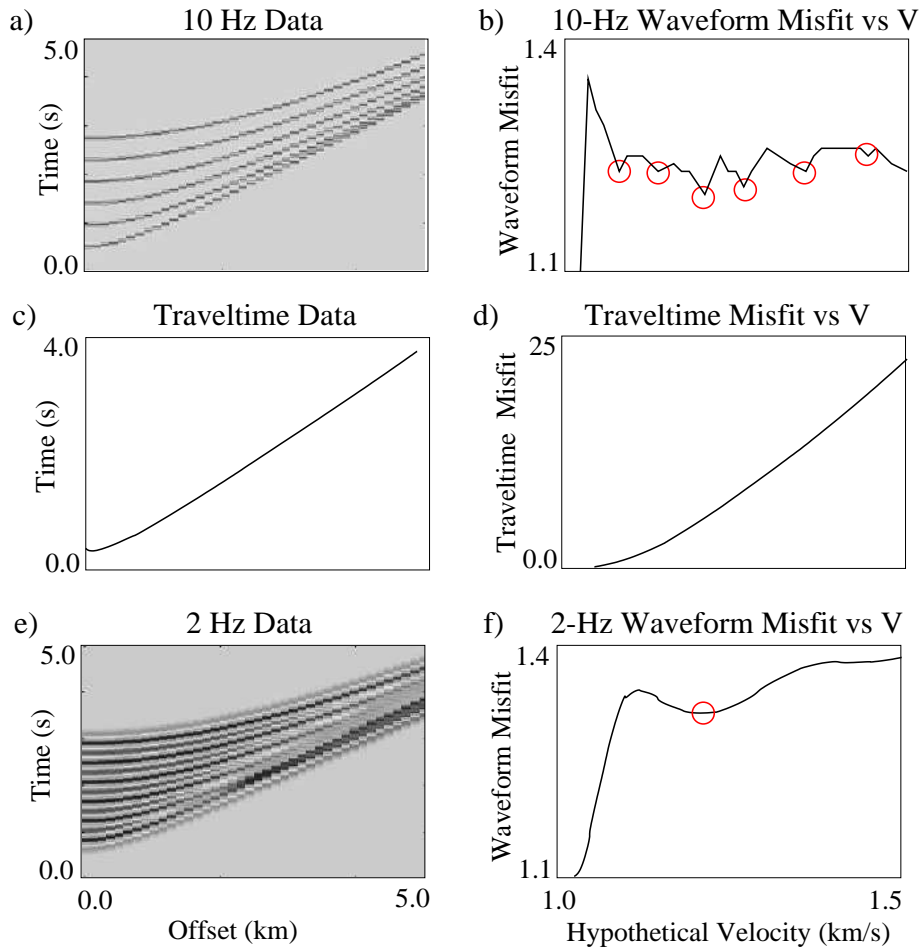 a) 10 Hz Data
5.0
Time (s)
0.0
b) 10-Hz Waveform Misfit vs V
1.4
Waveform Misfit
1.1
c) Traveltime Data
4.0
Time (s)
0.0
d) Traveltime Misfit vs V
25
Traveltime Misfit
0.0
e) 2 Hz Data
5.0
Time (s)
0.0
0.0 5.0
Offset (km)
f) 2-Hz Waveform Misfit vs V
1.4
Waveform Misfit
1.1
1.0 1.5
Hypothetical Velocity (km/s)